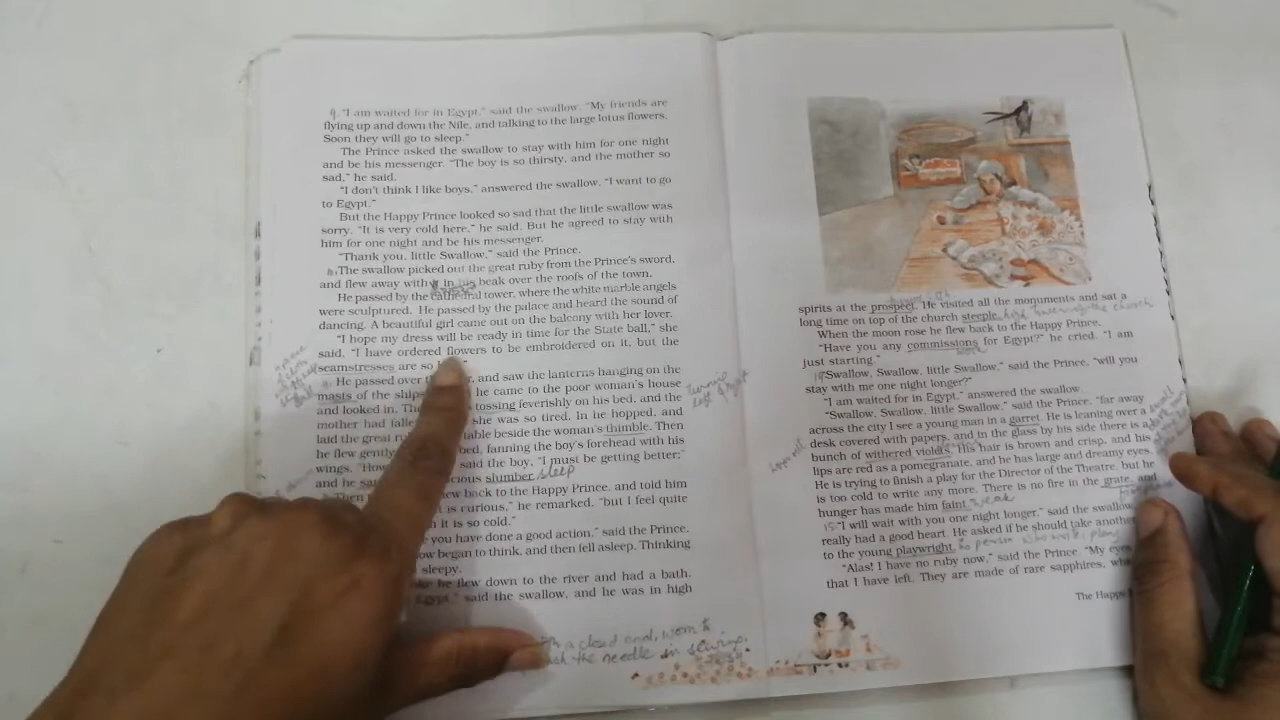 9. "I am waited for in Egypt," said the swallow. "My friends are
flying up and down the Nile, and talking to the large lotus flowers.
Soon they will go to sleep."
The Prince asked the swallow to stay with him for one night
and be his messenger. "The boy is so thirsty, and the mother so
sad," he said.
"I don't think I like boys," answered the swallow. "I want to go
to Egypt."
But the Happy Prince looked so sad that the little swallow was
sorry. "It is very cold here," he said. But he agreed to stay with
him for one night and be his messenger.
"Thank you, little Swallow," said the Prince.
The swallow picked out the great ruby from the Prince's sword,
and flew away with it in his beak over the roofs of the town.
He passed by the cathedral tower, where the white marble angels
were sculptured. He passed by the palace and heard the sound of
dancing. A beautiful girl came out on the balcony with her lover.
"I hope my dress will be ready in time for the State ball," she
said. "I have ordered flowers to be embroidered on it, but the
seamstresses are so
He passed over and saw the lanterns hanging on the
masts of the ships he came to the poor woman's house
and looked in. tossing feverishly on his bed, and the
mother had she was so tired. In he hopped, and
laid the great table beside the woman's thimble. Then
he flew gently bed, fanning the boy's forehead with his
wings. said the boy, "I must be getting better;"
and he slumber sleep
back to the Happy Prince, and told him
is curious," he remarked, "but I feel quite
it is so cold."
you have done a good action," said the Prince.
began to think, and then fell asleep. Thinking
sleepy.
he flew down to the river and had a bath.
said the swallow, and he was in high
a closed end, worn to
the needle in sewing.
spirits at the prospect. He visited all the monuments and sat a
long time on top of the church steeple.
When the moon rose he flew back to the Happy Prince.
"Have you any commissions for Egypt?" he cried. "I am
just starting."
work
"Swallow, Swallow, little Swallow," said the Prince, "will you
stay with me one night longer?"
"I am waited for in Egypt," answered the swallow.
"Swallow, Swallow, little Swallow," said the Prince, "far away
across the city I see a young man in a garret. He is leaning over a
desk covered with papers, and in the glass by his side there is a
bunch of withered violets. His hair is brown and crisp, and his
lips are red as a pomegranate, and he has large and dreamy eyes.
He is trying to finish a play for the Director of the Theatre, but he
is too cold to write any more. There is no fire in the grate, and
hunger has made him faint. weak
15 "I will wait with you one night longer," said the swallow,
really had a good heart. He asked if he should take another
to the young playwright. a person who writes plays
"Alas! I have no ruby now," said the Prince. "My eyes
that I have left. They are made of rare sapphires,
The Happy